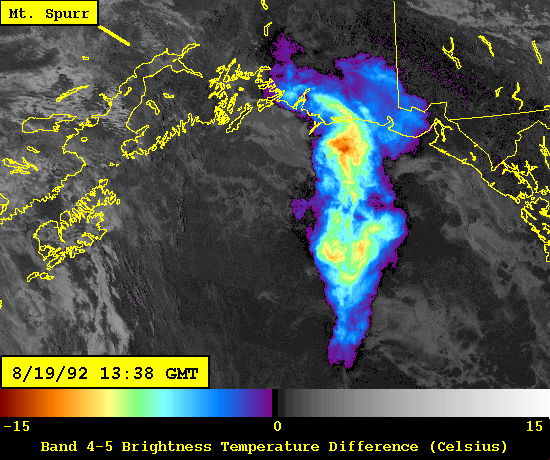 Mt. Spurr
8/19/92 13:38 GMT
-15 0 15
Band 4-5 Brightness Temperature Difference (Celsius)